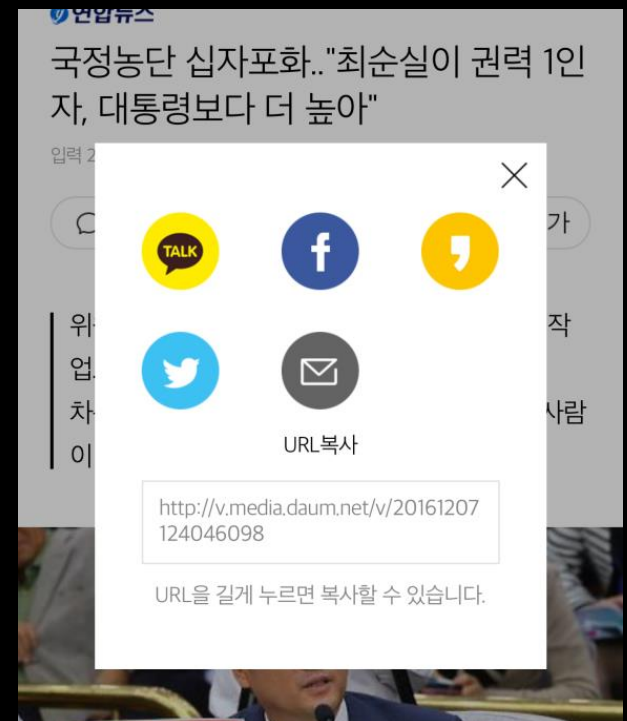 연합뉴스
국정농단 십자포화.."최순실이 권력 1인
자, 대통령보다 더 높아"
입력 2
가
TALK
위
작
업
차
사람
이
URL복사
http://v.media.daum.net/v/20161207
124046098
URL을 길게 누르면 복사할 수 있습니다.